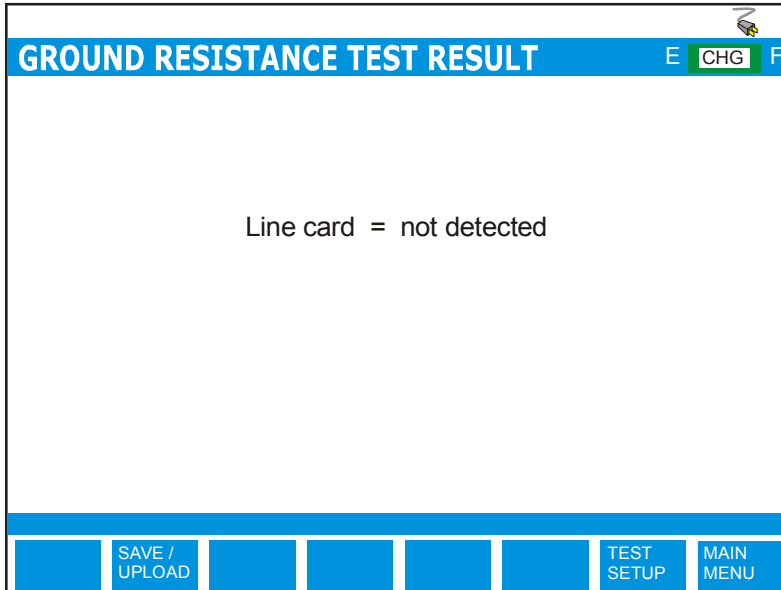 GROUND RESISTANCE TEST RESULT E CHG F
Line card = not detected
SAVE /
UPLOAD
TEST
SETUP
MAIN
MENU